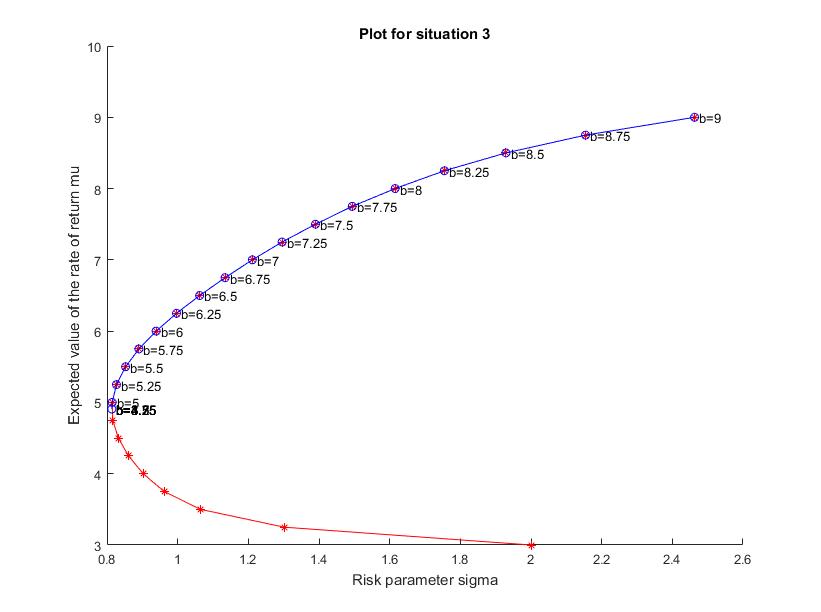 Plot for situation 3
10
9
8
7
6
5
4
3
Expected value of the rate of return mu
b=9
b=8.75
b=8.5
b=8.25
b=8
b=7.75
b=7.5
b=7.25
b=7
b=6.75
b=6.5
b=6.25
b=6
b=5.75
b=5.5
b=5.25
b=5
0.8 1 1.2 1.4 1.6 1.8 2 2.2 2.4 2.6
Risk parameter sigma